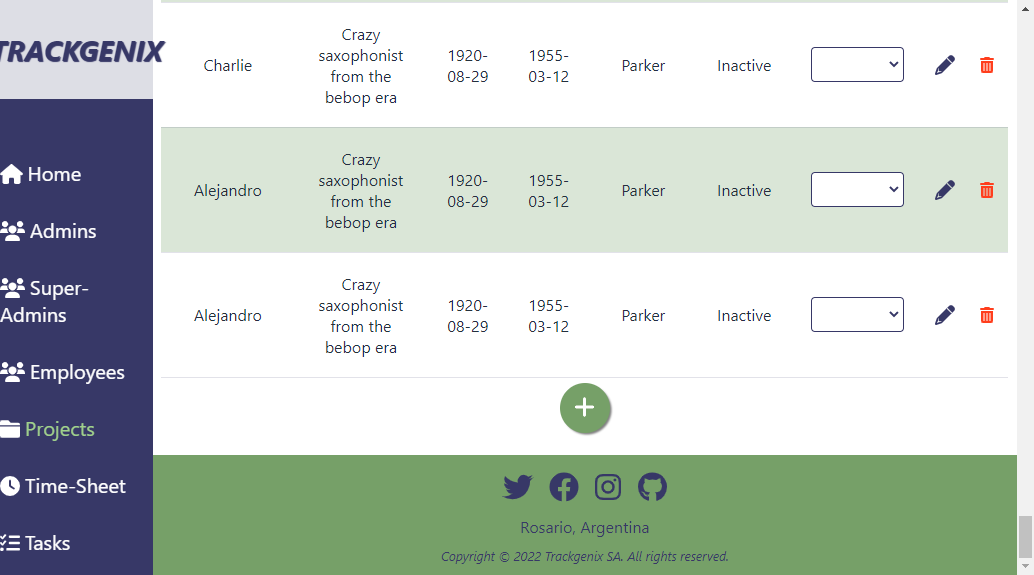 TRACKGENIX
Home
Admins
Super-
Admins
Employees
Projects
Time-Sheet
Tasks
Charlie
Crazy
saxophonist
from the
bebop era
1920-
08-29
1955-
03-12
Parker
Inactive
Alejandro
Crazy
saxophonist
from the
bebop era
1920-
08-29
1955-
03-12
Parker
Inactive
Alejandro
Crazy
saxophonist
from the
bebop era
1920-
08-29
1955-
03-12
Parker
Inactive
Rosario, Argentina
Copyright © 2022 Trackgenix SA. All rights reserved.